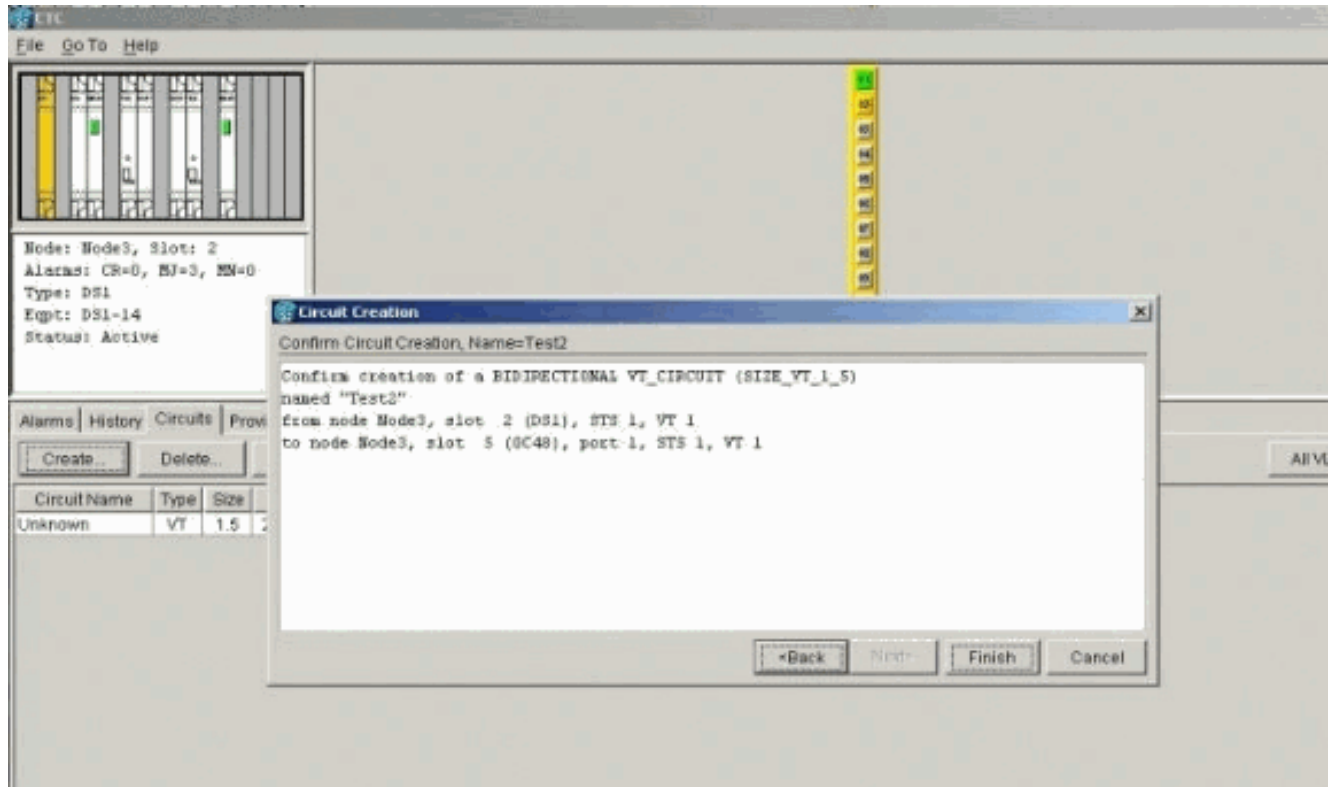 CTC
File Go To Help
Node: Node3, Slot: 2
Alarms: CR=0, MJ=3, MN=0
Type: DS1
Eqpt: DS1-14
Status: Active
Circuit Creation
Confirm Circuit Creation, Name=Test2
Confirm creation of a BIDIRECTIONAL VT_CIRCUIT (SIZE_VT_1_5)
named "Test2"
from node Node3, slot 2 (DS1), STS 1, VT 1
to node Node3, slot 5 (OC48), port 1, STS 1, VT 1
<Back Next> Finish Cancel
Alarms History Circuits Provi
Create... Delete... All VL
Circuit Name Type Size
Unknown VT 1.5 2